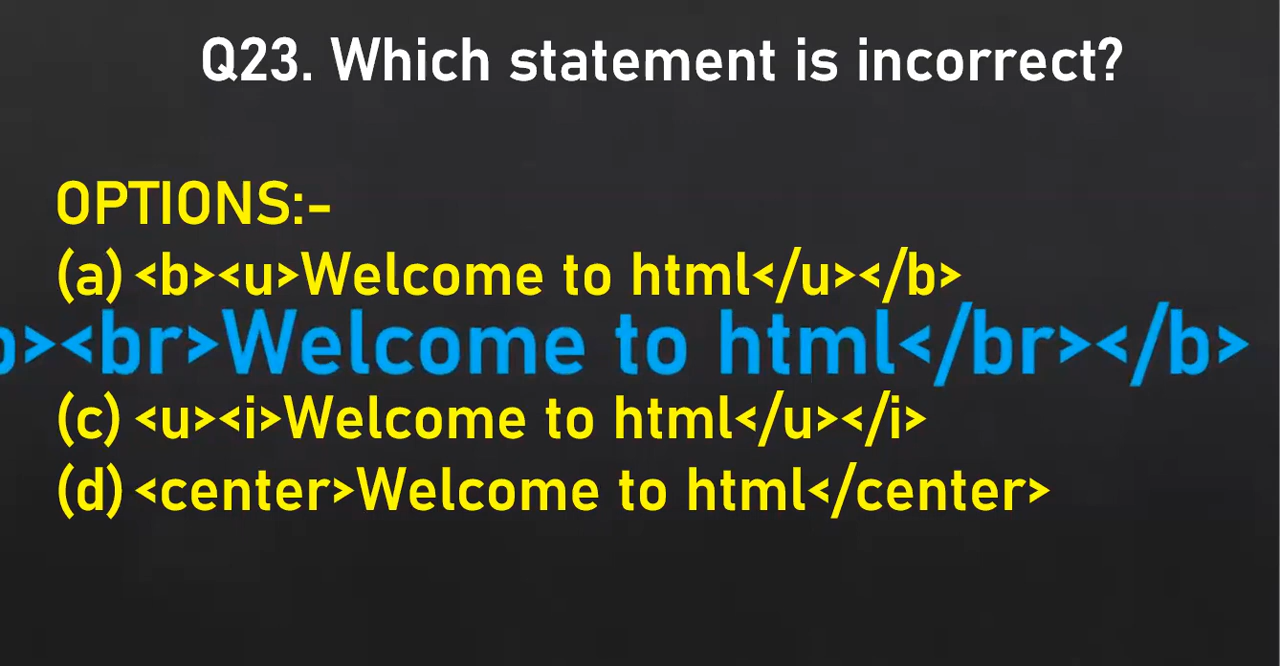 Q23. Which statement is incorrect?
OPTIONS:-
(a) <b><u>Welcome to html</u></b>
><br>Welcome to html</br></b>
(c) <u><i>Welcome to html</u></i>
(d) <center>Welcome to html</center>